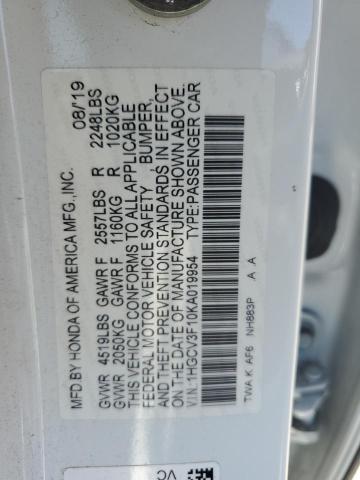 MFD BY HONDA OF AMERICA MFG.,INC. 08/19
GVWR 4519LBS GAWR F 2557LBS R 2248LBS
GVWR 2050KG GAWR F 1160KG R 1020KG
THIS VEHICLE CONFORMS TO ALL APPLICABLE
FEDERAL MOTOR VEHICLE SAFETY , BUMPER,
AND THEFT PREVENTION STANDARDS IN EFFECT
ON THE DATE OF MANUFACTURE SHOWN ABOVE.
V.I.N.:1HGCV3F10KA019954 TYPE:PASSENGER CAR
TWA K AF6 NH883P A A
VC